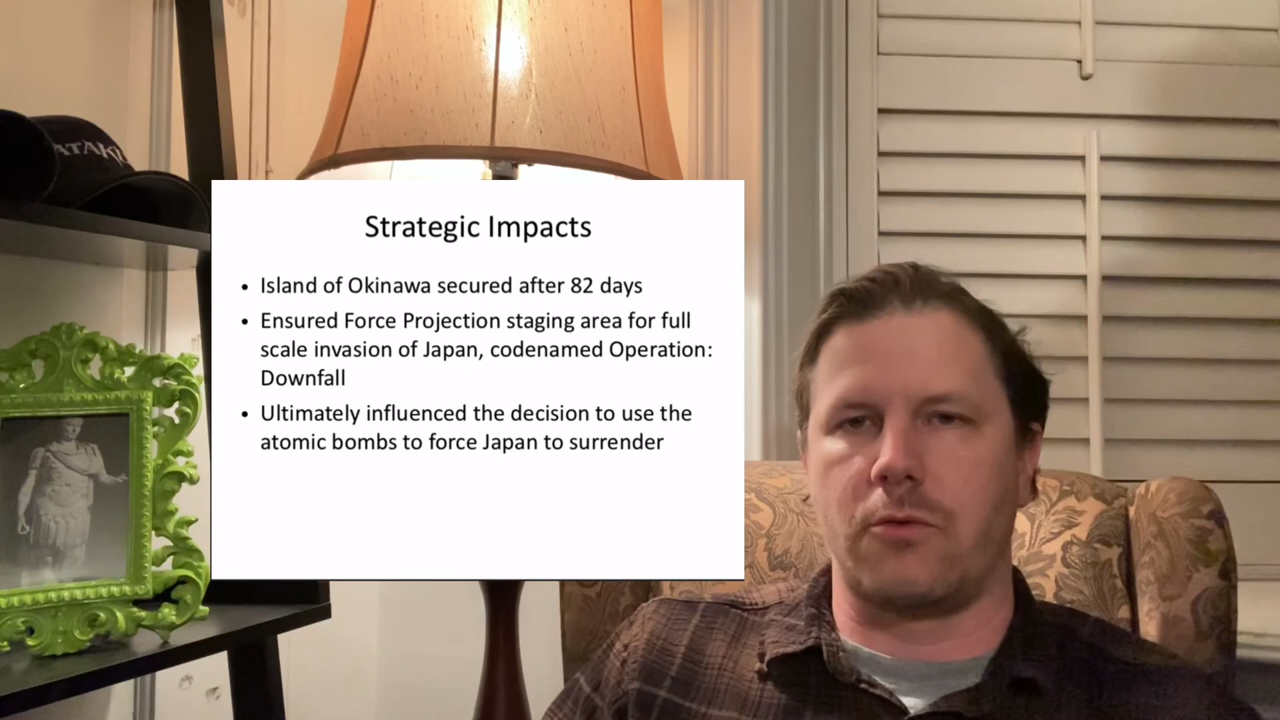 ATAK
Strategic Impacts
• Island of Okinawa secured after 82 days
• Ensured Force Projection staging area for full
scale invasion of Japan, codenamed Operation:
Downfall
• Ultimately influenced the decision to use the
atomic bombs to force Japan to surrender